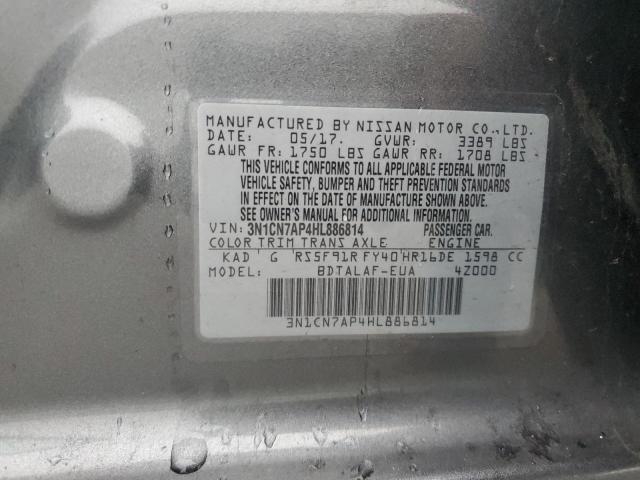 MANUFACTURED BY NISSAN MOTOR CO., LTD.
DATE: 05/17. GVWR: 3389 LBS
GAWR FR: 1750 LBS GAWR RR: 1708 LBS
THIS VEHICLE CONFORMS TO ALL APPLICABLE FEDERAL MOTOR
VEHICLE SAFETY, BUMPER AND THEFT PREVENTION STANDARDS
IN EFFECT ON THE DATE OF MANUFACTURE SHOWN ABOVE.
SEE OWNER'S MANUAL FOR ADDITIONAL INFORMATION.
VIN: 3N1CN7AP4HL886814 PASSENGER CAR.
COLOR TRIM TRANS AXLE ENGINE
KAD G RS5F91R FY40 HR16DE 1598 CC
MODEL: BDTALAF-EUA 4Z000
3N1CN7AP4HL886814